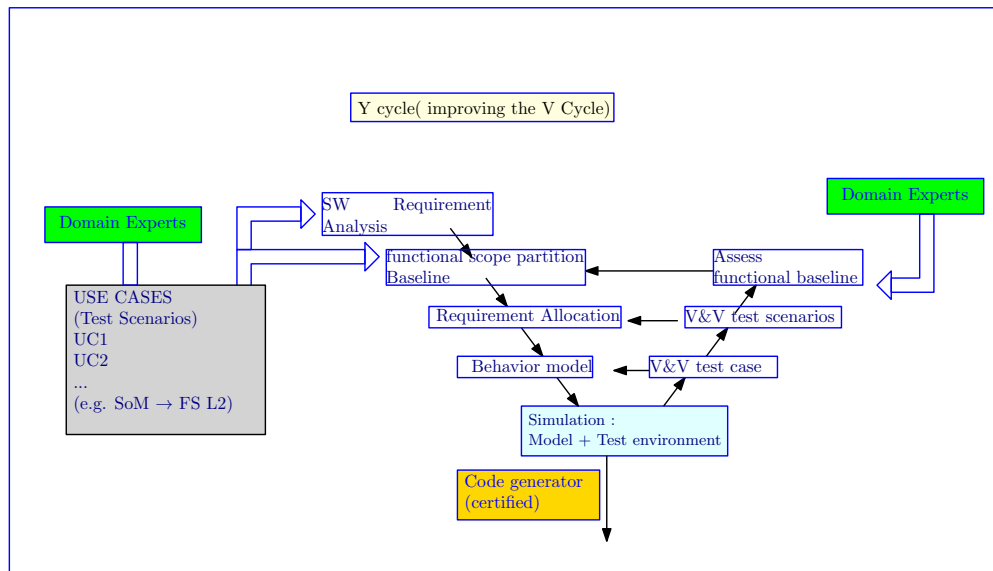 Y cycle( improving the V Cycle)
Domain Experts
SW Requirement
Analysis
Domain Experts
functional scope partition
Baseline
Assess
functional baseline
USE CASES
(Test Scenarios)
UC1
UC2
...
(e.g. SoM → FS L2)
Requirement Allocation
V&V test scenarios
Behavior model
V&V test case
Simulation :
Model + Test environment
Code generator
(certified)